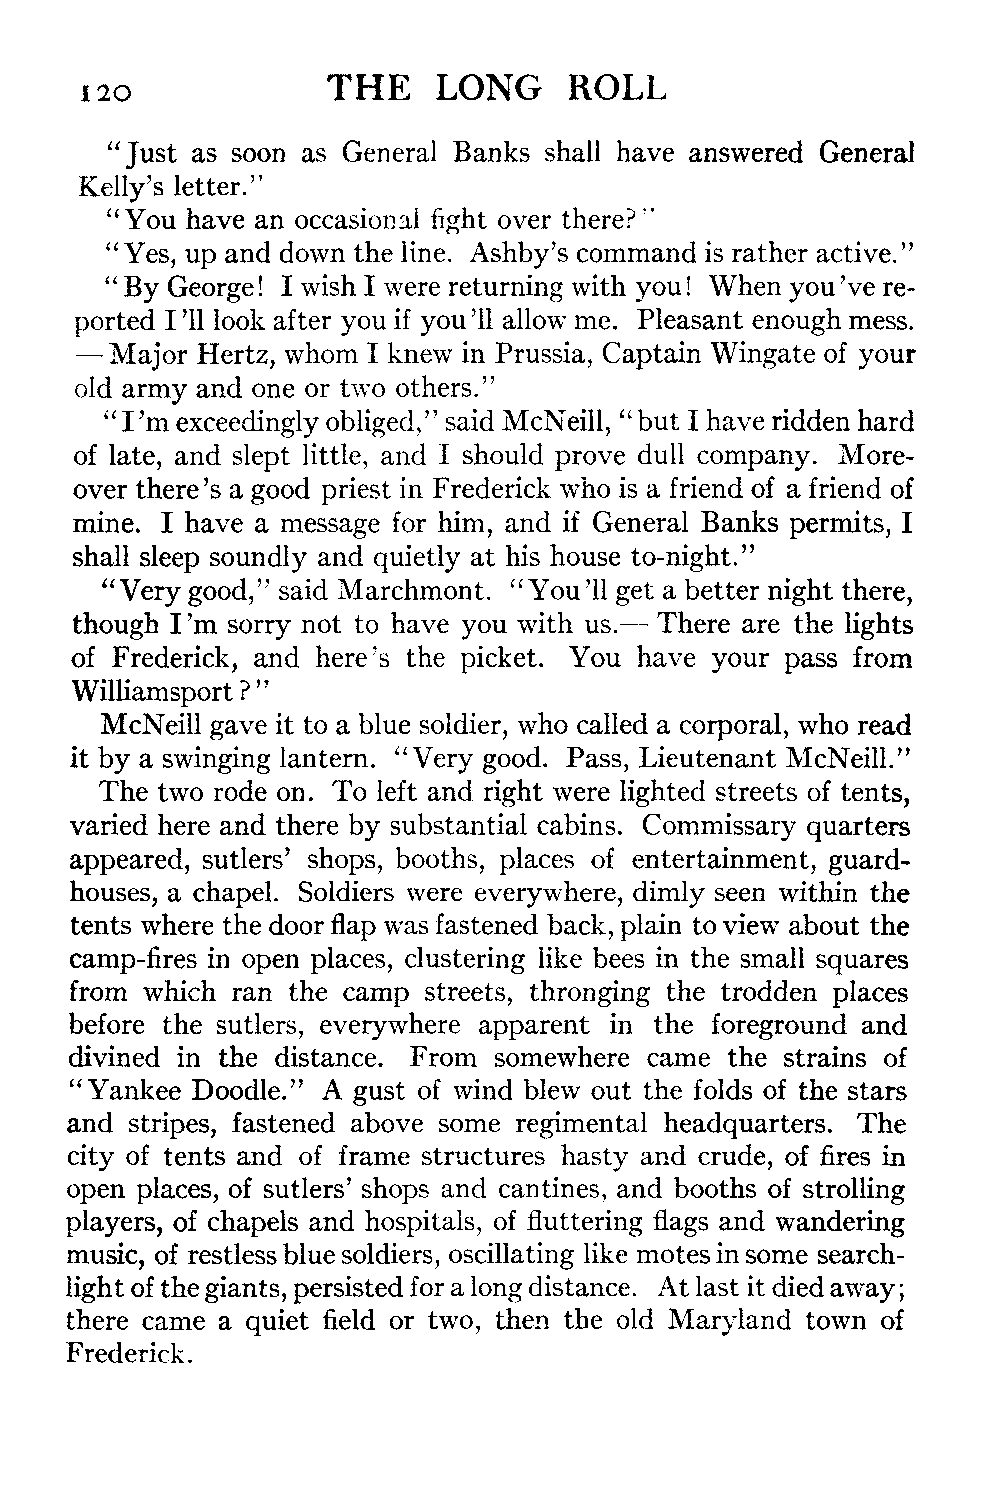 120 THE LONG ROLL
"Just as soon as General Banks shall have answered General
Kelly's letter."
"You have an occasional fight over there?"
"Yes, up and down the line. Ashby's command is rather active."
"By George! I wish I were returning with you! When you've re-
ported I'll look after you if you'll allow me. Pleasant enough mess.
— Major Hertz, whom I knew in Prussia, Captain Wingate of your
old army and one or two others."
"I'm exceedingly obliged," said McNeill, "but I have ridden hard
of late, and slept little, and I should prove dull company. More-
over there's a good priest in Frederick who is a friend of a friend of
mine. I have a message for him, and if General Banks permits, I
shall sleep soundly and quietly at his house to-night."
"Very good," said Marchmont. "You'll get a better night there,
though I'm sorry not to have you with us.— There are the lights
of Frederick, and here's the picket. You have your pass from
Williamsport?"
McNeill gave it to a blue soldier, who called a corporal, who read
it by a swinging lantern. "Very good. Pass, Lieutenant McNeill."
The two rode on. To left and right were lighted streets of tents,
varied here and there by substantial cabins. Commissary quarters
appeared, sutlers' shops, booths, places of entertainment, guard-
houses, a chapel. Soldiers were everywhere, dimly seen within the
tents where the door flap was fastened back, plain to view about the
camp-fires in open places, clustering like bees in the small squares
from which ran the camp streets, thronging the trodden places
before the sutlers, everywhere apparent in the foreground and
divined in the distance. From somewhere came the strains of
"Yankee Doodle." A gust of wind blew out the folds of the stars
and stripes, fastened above some regimental headquarters. The
city of tents and of frame structures hasty and crude, of fires in
open places, of sutlers' shops and cantines, and booths of strolling
players, of chapels and hospitals, of fluttering flags and wandering
music, of restless blue soldiers, oscillating like motes in some search-
light of the giants, persisted for a long distance. At last it died away;
there came a quiet field or two, then the old Maryland town of
Frederick.